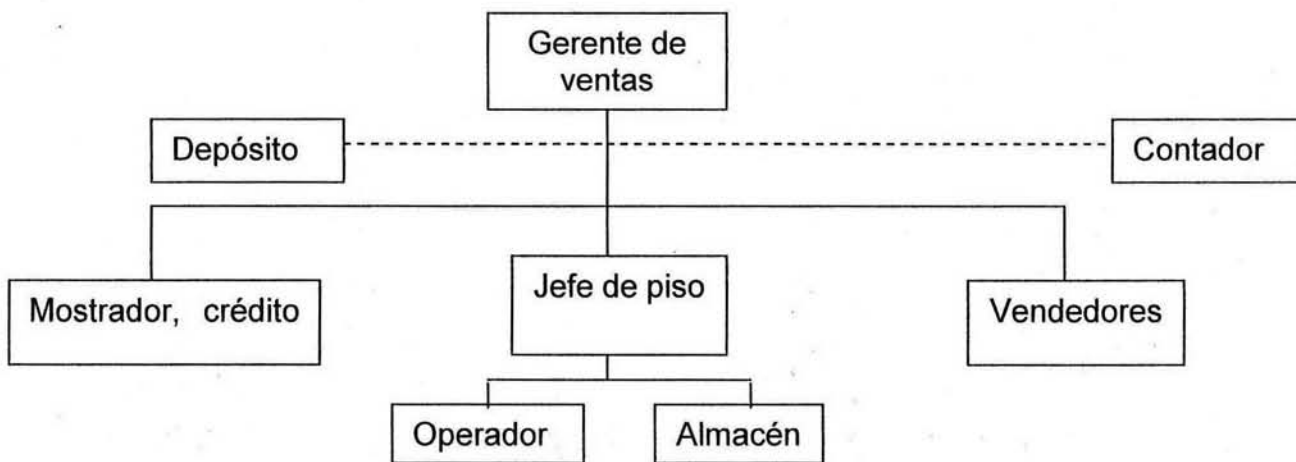 Gerente de
ventas
Depósito
Contador
Mostrador, crédito
Jefe de piso
Vendedores
Operador
Almacén